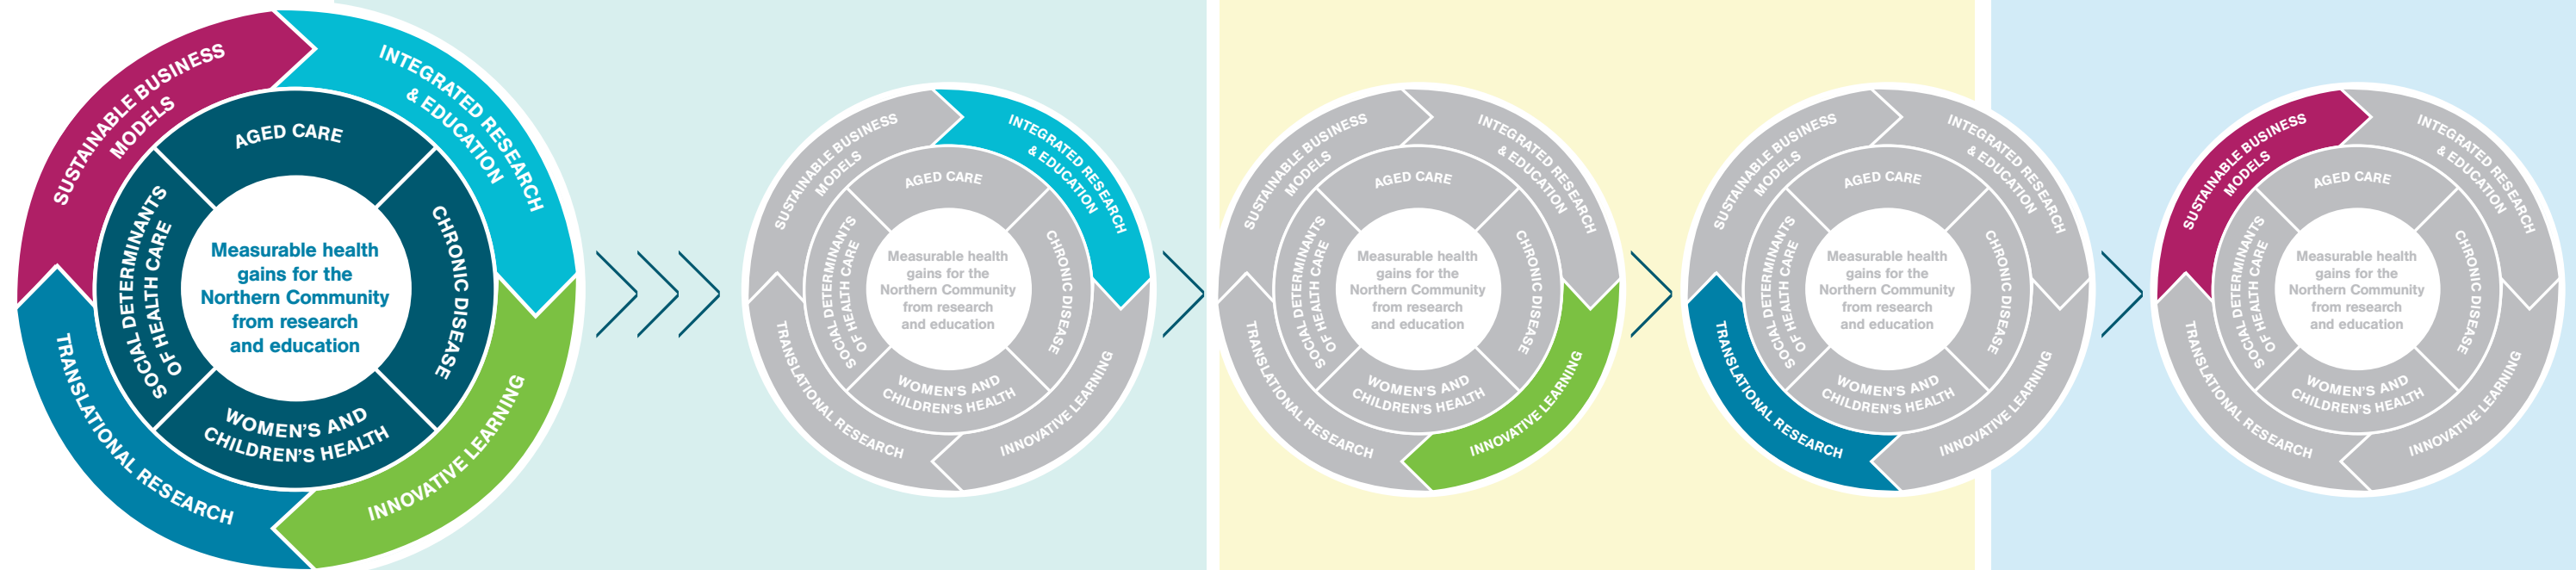 SUSTAINABLE BUSINESS
MODELS
INTEGRATED RESEARCH
& EDUCATION
INNOVATIVE LEARNING
TRANSLATIONAL RESEARCH
AGED CARE
CHRONIC DISEASE
WOMEN'S AND
CHILDREN'S HEALTH
SOCIAL DETERMINANTS
OF HEALTH CARE
Measurable health
gains for the
Northern Community
from research
and education
SUSTAINABLE BUSINESS
MODELS
INTEGRATED RESEARCH
& EDUCATION
INNOVATIVE LEARNING
TRANSLATIONAL RESEARCH
AGED CARE
CHRONIC DISEASE
WOMEN'S AND
CHILDREN'S HEALTH
SOCIAL DETERMINANTS
OF HEALTH CARE
Measurable health
gains for the
Northern Community
from research
and education
SUSTAINABLE BUSINESS
MODELS
INTEGRATED RESEARCH
& EDUCATION
INNOVATIVE LEARNING
TRANSLATIONAL RESEARCH
AGED CARE
CHRONIC DISEASE
WOMEN'S AND
CHILDREN'S HEALTH
SOCIAL DETERMINANTS
OF HEALTH CARE
Measurable health
gains for the
Northern Community
from research
and education
SUSTAINABLE BUSINESS
MODELS
INTEGRATED RESEARCH
& EDUCATION
INNOVATIVE LEARNING
TRANSLATIONAL RESEARCH
AGED CARE
CHRONIC DISEASE
WOMEN'S AND
CHILDREN'S HEALTH
SOCIAL DETERMINANTS
OF HEALTH CARE
Measurable health
gains for the
Northern Community
from research
and education
SUSTAINABLE BUSINESS
MODELS
INTEGRATED RESEARCH
& EDUCATION
INNOVATIVE LEARNING
TRANSLATIONAL RESEARCH
AGED CARE
CHRONIC DISEASE
WOMEN'S AND
CHILDREN'S HEALTH
SOCIAL DETERMINANTS
OF HEALTH CARE
Measurable health
gains for the
Northern Community
from research
and education